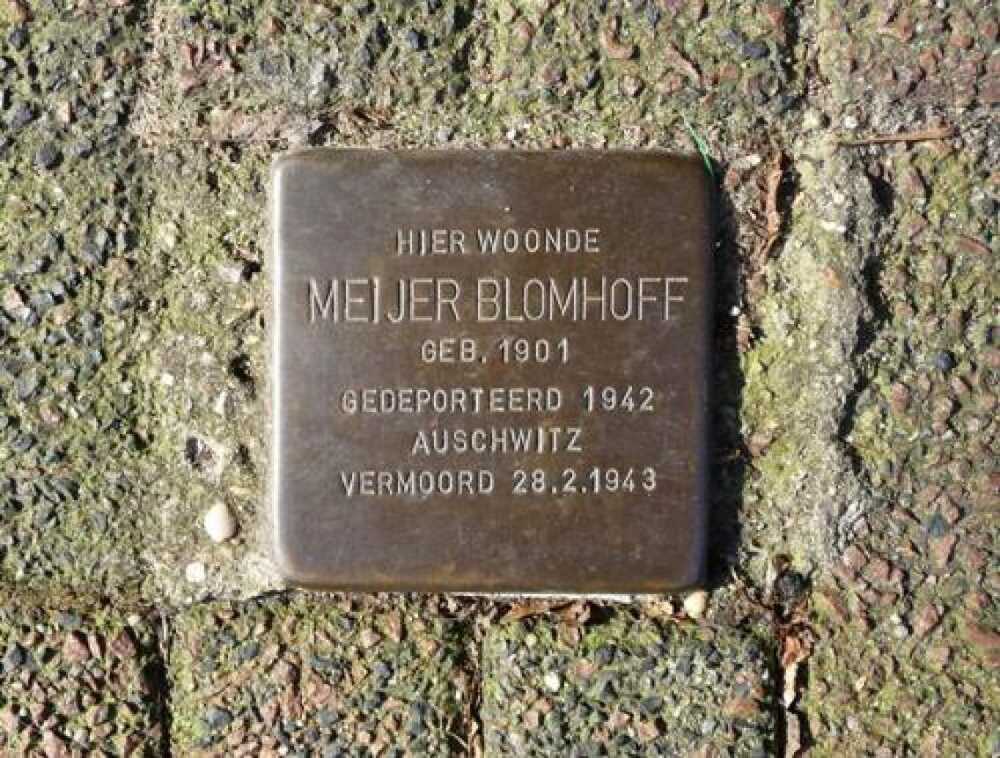 HIER WOONDE
MEIJER BLOMHOFF
GEB. 1901
GEDEPORTEERD 1942
AUSCHWITZ
VERMOORD 28.2.1943